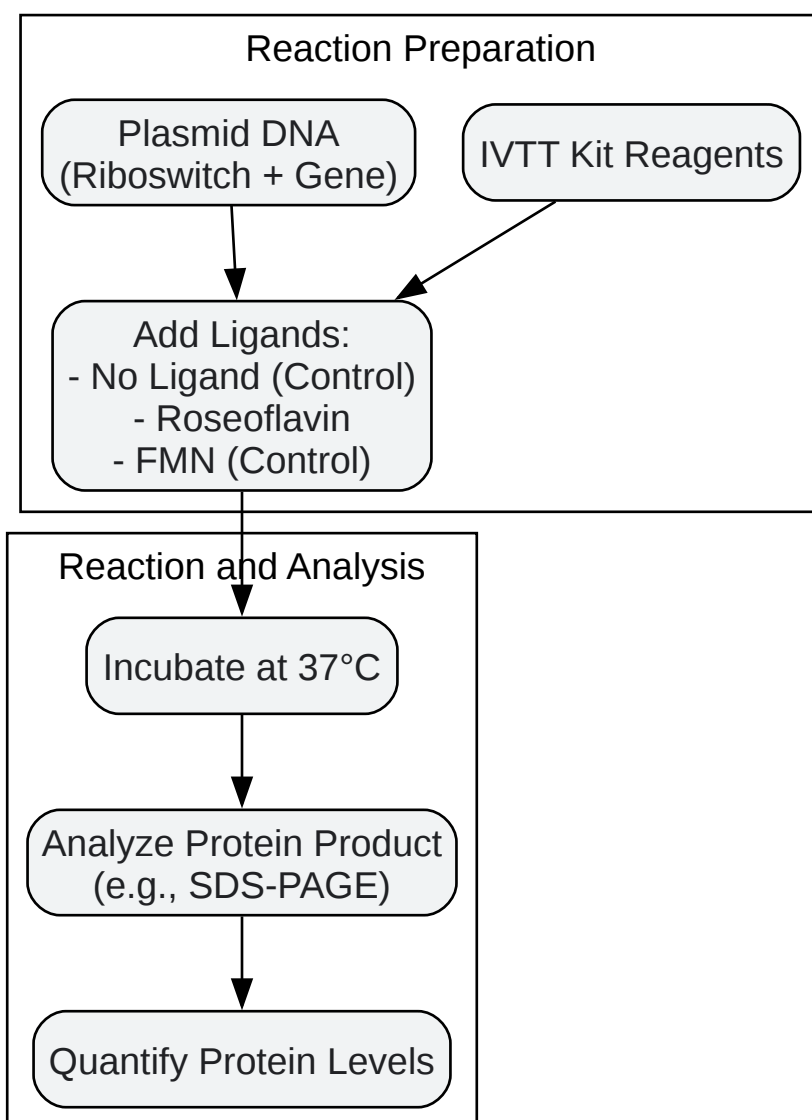 Reaction Preparation
Plasmid DNA
(Riboswitch + Gene)
IVTT Kit Reagents
Add Ligands:
- No Ligand (Control)
- Roseoflavin
- FMN (Control)
Reaction and Analysis
Incubate at 37°C
Analyze Protein Product
(e.g., SDS-PAGE)
Quantify Protein Levels